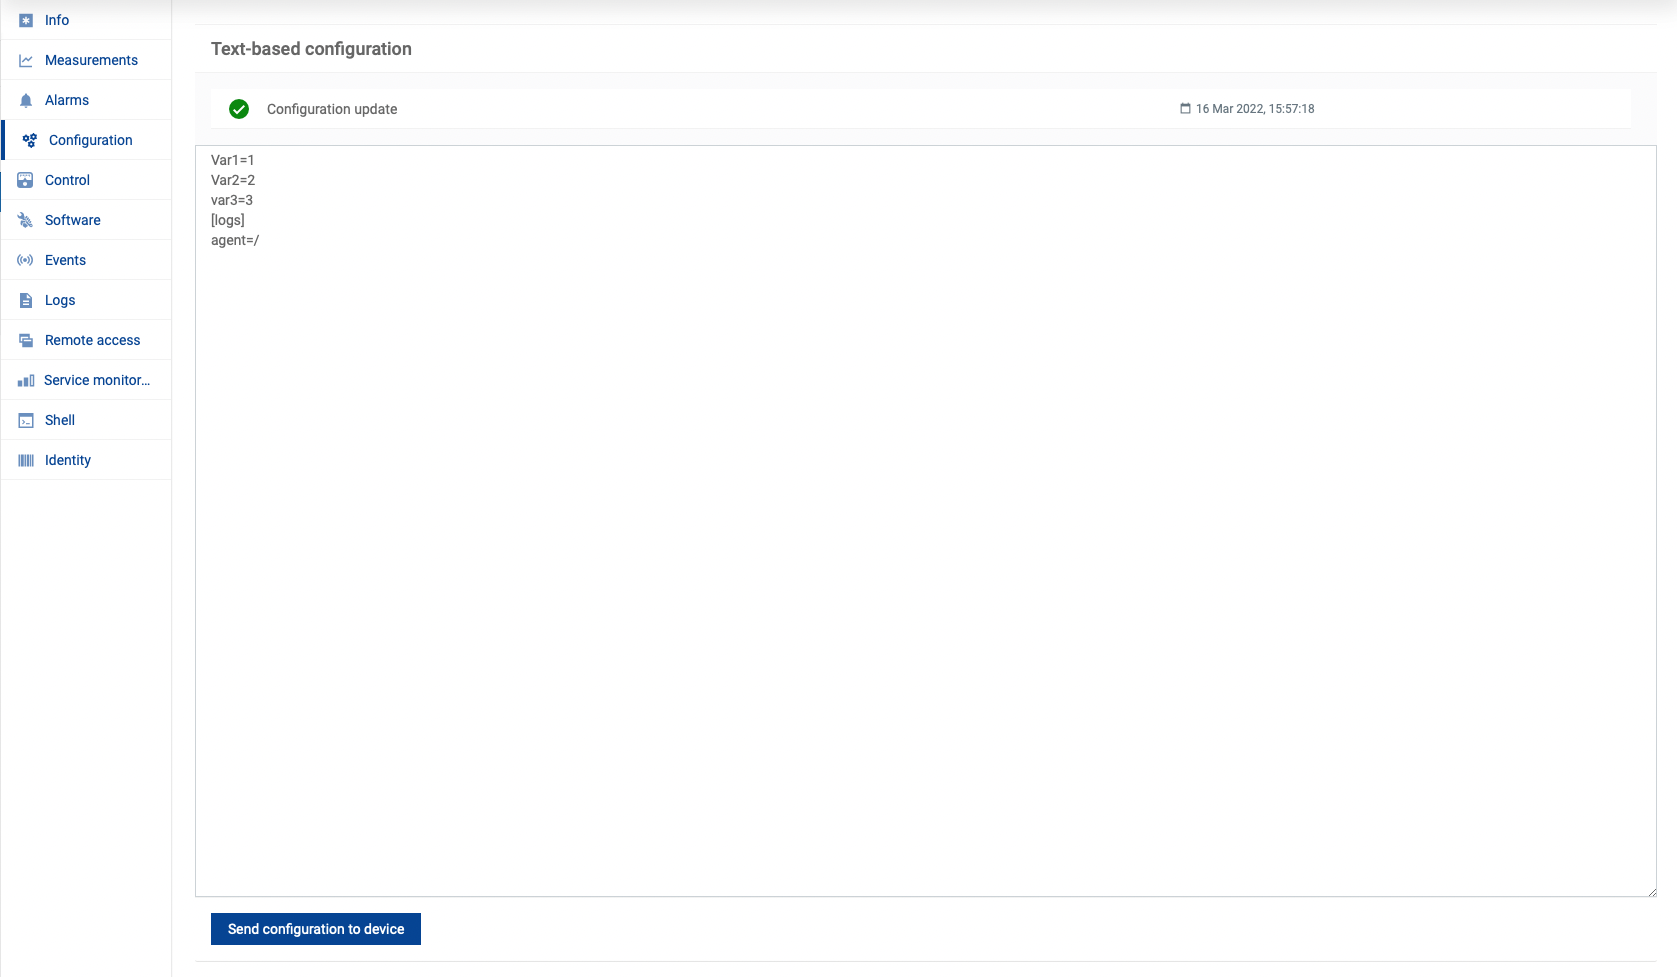 Info
Measurements
Alarms
Configuration
Control
Software
Events
Logs
Remote access
Service monitor...
Shell
Identity
Text-based configuration
Configuration update
16 Mar 2022, 15:57:18
Var1=1
Var2=2
var3=3
[logs]
agent=/
Send configuration to device